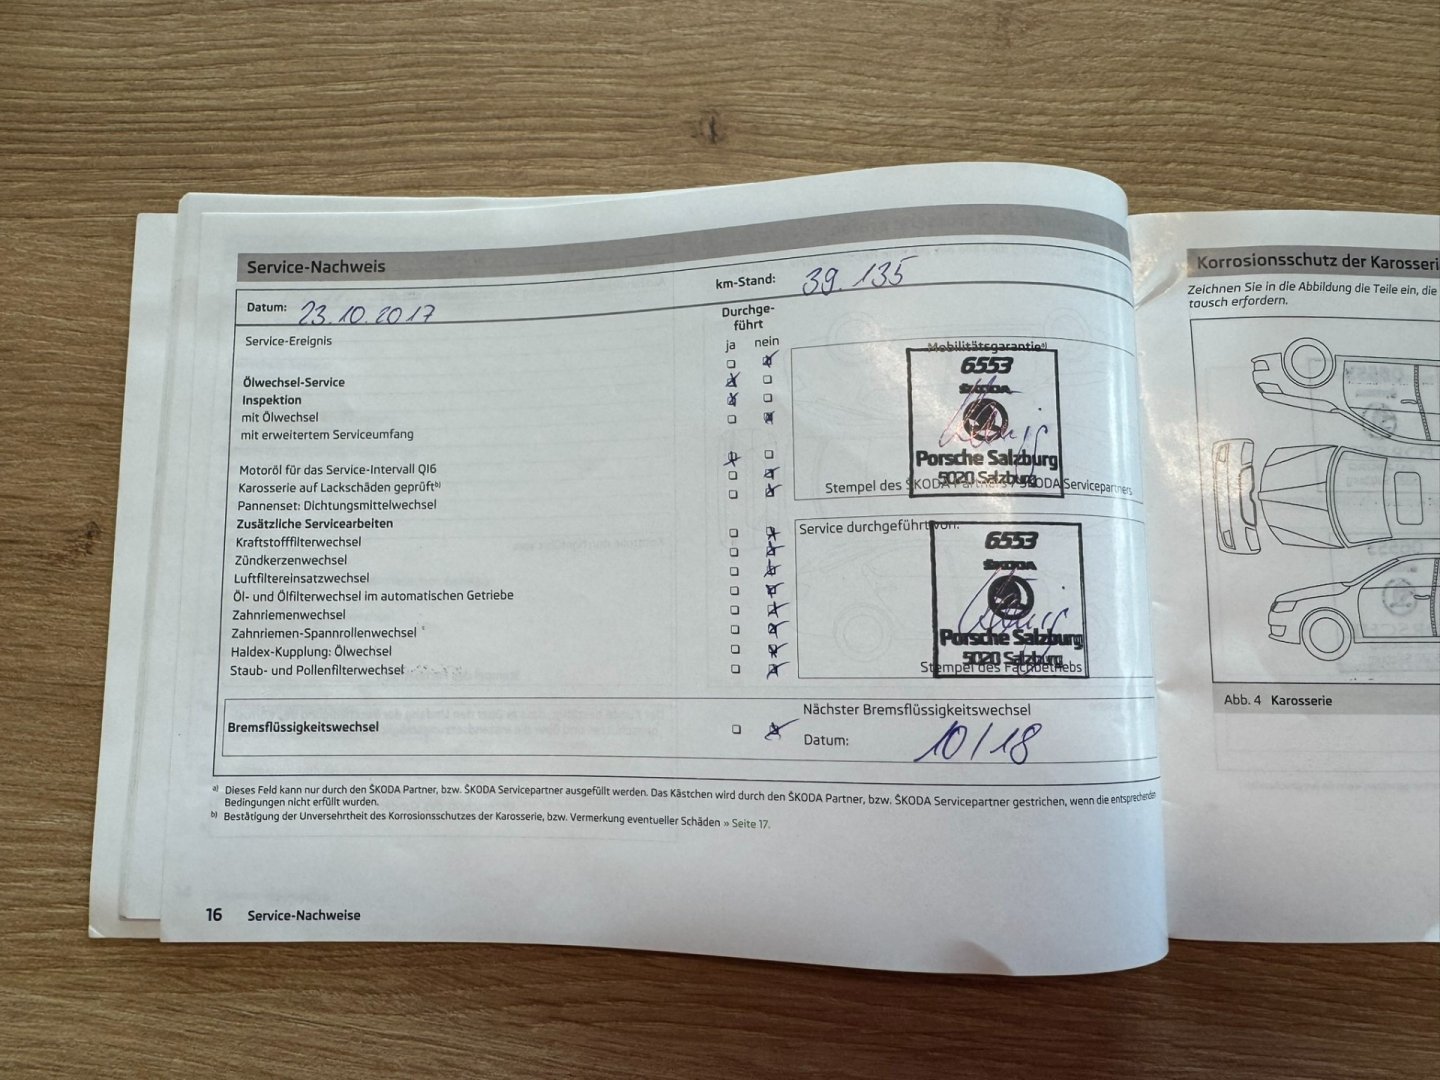 Service-Nachweis
Datum: 23.10.2017
km-Stand: 39.135
Durchge-
führt
Service-Ereignis
ja nein
Ölwechsel-Service
Inspektion
mit Ölwechsel
mit erweitertem Serviceumfang
Motoröl für das Service-Intervall QI6
Karosserie auf Lackschäden geprüft b)
Pannenset: Dichtungsmittelwechsel
Zusätzliche Servicearbeiten
Kraftstofffilterwechsel
Zündkerzenwechsel
Luftfiltereinsatzwechsel
Öl- und Ölfilterwechsel im automatischen Getriebe
Zahnriemenwechsel
Zahnriemen-Spannrollenwechsel
Haldex-Kupplung: Ölwechsel
Staub- und Pollenfilterwechsel
Mobilitätsgarantie a)
6553
ŠKODA
Porsche Salzburg
5020 Salzburg
Stempel des ŠKODA Partners / ŠKODA Servicepartners
Service durchgeführt von:
6553
ŠKODA
Porsche Salzburg
5020 Salzburg
Stempel des Fachbetriebs
Bremsflüssigkeitswechsel
Nächster Bremsflüssigkeitswechsel
Datum: 10/18
a) Dieses Feld kann nur durch den ŠKODA Partner, bzw. ŠKODA Servicepartner ausgefüllt werden. Das Kästchen wird durch den ŠKODA Partner, bzw. ŠKODA Servicepartner gestrichen, wenn die entsprechenden
Bedingungen nicht erfüllt wurden.
b) Bestätigung der Unversehrtheit des Korrosionsschutzes der Karosserie, bzw. Vermerkung eventueller Schäden » Seite 17.
16 Service-Nachweise
Korrosionsschutz der Karosseri
Zeichnen Sie in die Abbildung die Teile ein, die
tausch erfordern.
Abb. 4 Karosserie